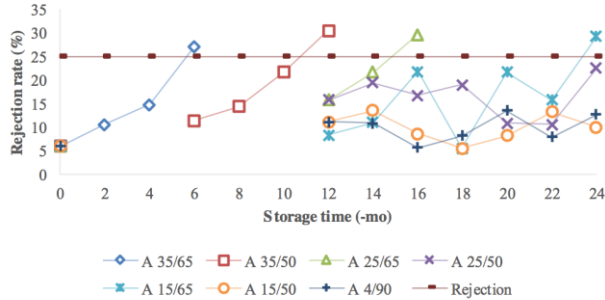 35
30
25
20
15
10
5
0
Rejection rate (%)
0 2 4 6 8 10 12 14 16 18 20 22 24
Storage time (-mo)
A 35/65 A 35/50 A 25/65 A 25/50
A 15/65 A 15/50 A 4/90 Rejection